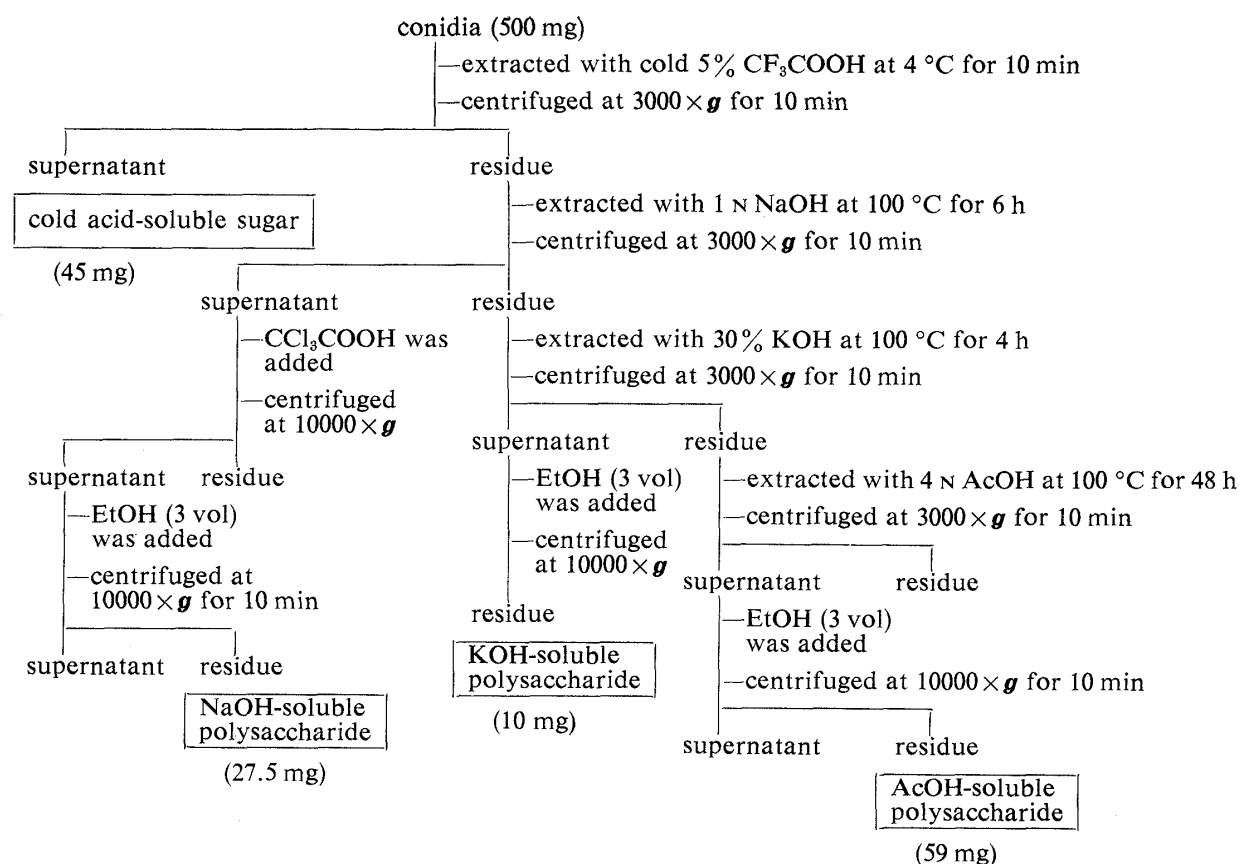 conidia (500 mg)
—extracted with cold 5% CF₃COOH at 4 °C for 10 min
—centrifuged at 3000 × g for 10 min
supernatant
residue
cold acid-soluble sugar
(45 mg)
—extracted with 1 N NaOH at 100 °C for 6 h
—centrifuged at 3000 × g for 10 min
supernatant
residue
—CCl₃COOH was
added
—centrifuged
at 10000 × g
—extracted with 30% KOH at 100 °C for 4 h
—centrifuged at 3000 × g for 10 min
supernatant
residue
—EtOH (3 vol)
was added
—centrifuged at
10000 × g for 10 min
supernatant
residue
NaOH-soluble
polysaccharide
(27.5 mg)
supernatant
residue
—EtOH (3 vol)
was added
—centrifuged
at 10000 × g
residue
KOH-soluble
polysaccharide
(10 mg)
—extracted with 4 N AcOH at 100 °C for 48 h
—centrifuged at 3000 × g for 10 min
supernatant
residue
—EtOH (3 vol)
was added
—centrifuged at 10000 × g for 10 min
supernatant
residue
AcOH-soluble
polysaccharide
(59 mg)